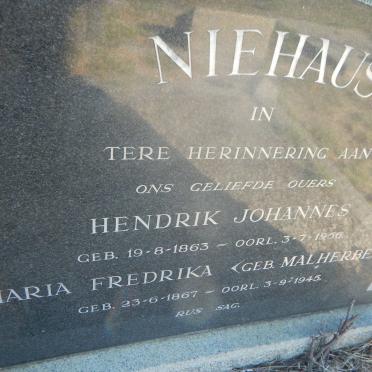 NIEHAUS
IN
TERE HERINNERING AAN
ONS GELIEFDE OUERS
HENDRIK JOHANNES
GEB. 19-8-1863 – OORL. 3-7-1956.
MARIA FREDRIKA (GEB. MALHERBE
GEB. 23-6-1867 – OORL. 3-9-1945.
RUS SAG.